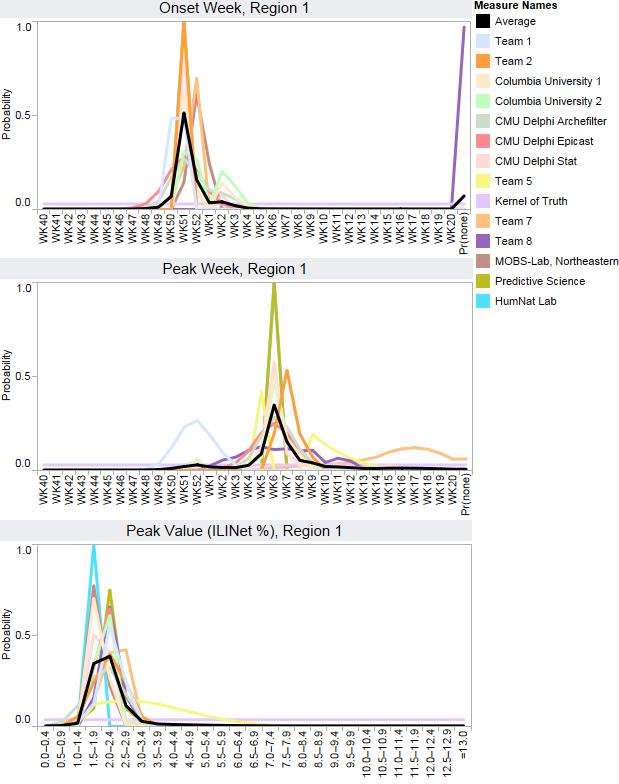 Onset Week, Region 1
Measure Names
Average
Team 1
Team 2
Columbia University 1
Columbia University 2
CMU Delphi Archefilter
CMU Delphi Epicast
CMU Delphi Stat
Team 5
Kernel of Truth
Team 7
Team 8
MOBS-Lab, Northeastern
Predictive Science
HumNat Lab
Probability
1.0
0.5
0.0
WK40
WK41
WK42
WK43
WK44
WK45
WK46
WK47
WK48
WK49
WK50
WK51
WK52
WK1
WK2
WK3
WK4
WK5
WK6
WK7
WK8
WK9
WK10
WK11
WK12
WK13
WK14
WK15
WK16
WK17
WK18
WK19
WK20
Pr(none)
Peak Week, Region 1
Probability
1.0
0.5
0.0
WK40
WK41
WK42
WK43
WK44
WK45
WK46
WK47
WK48
WK49
WK50
WK51
WK52
WK1
WK2
WK3
WK4
WK5
WK6
WK7
WK8
WK9
WK10
WK11
WK12
WK13
WK14
WK15
WK16
WK17
WK18
WK19
WK20
Pr(none)
Peak Value (ILINet %), Region 1
Probability
1.0
0.5
0.0
0.0–0.4
0.5–0.9
1.0–1.4
1.5–1.9
2.0–2.4
2.5–2.9
3.0–3.4
3.5–3.9
4.0–4.4
4.5–4.9
5.0–5.4
5.5–5.9
6.0–6.4
6.5–6.9
7.0–7.4
7.5–7.9
8.0–8.4
8.5–8.9
9.0–9.4
9.5–9.9
10.0–10.4
10.5–10.9
11.0–11.4
11.5–11.9
12.0–12.4
12.5–12.9
=13.0